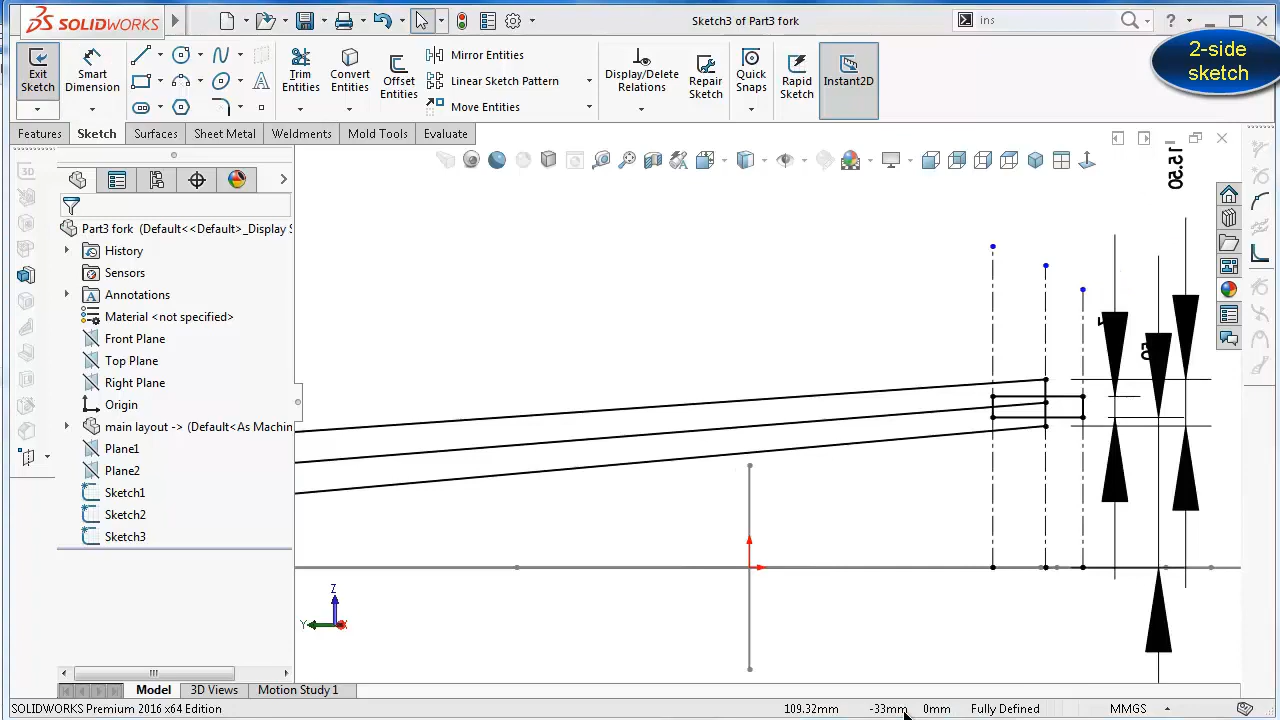 SOLIDWORKS
Sketch3 of Part3 fork
ins
2-side
sketch
Exit
Sketch
Smart
Dimension
Trim
Entities
Convert
Entities
Offset
Entities
Mirror Entities
Linear Sketch Pattern
Move Entities
Display/Delete
Relations
Repair
Sketch
Quick
Snaps
Rapid
Sketch
Instant2D
Features
Sketch
Surfaces
Sheet Metal
Weldments
Mold Tools
Evaluate
15.50
Part3 fork (Default<<Default>_Display S
History
Sensors
Annotations
Material <not specified>
Front Plane
Top Plane
Right Plane
Origin
main layout -> (Default<As Machin
Plane1
Plane2
Sketch1
Sketch2
Sketch3
Z
Y
X
Model
3D Views
Motion Study 1
SOLIDWORKS Premium 2016 x64 Edition
109.32mm
-33mm
0mm
Fully Defined
MMGS